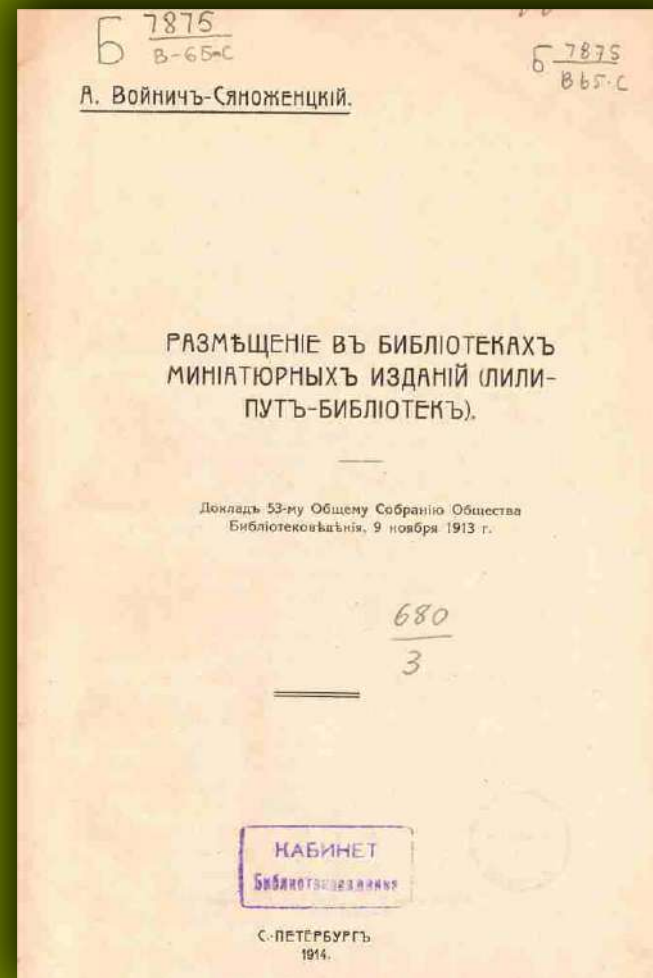 Б 7875
В-65-С
Б 7875
В65.С
А. Войничъ-Сяноженцкій.
РАЗМѢЩЕНІЕ ВЪ БИБЛІОТЕКАХЪ
МИНІАТЮРНЫХЪ ИЗДАНІЙ (ЛИЛИ-
ПУТЪ-БИБЛІОТЕКЪ).
Докладъ 53-му Общему Собранію Общества
Библіотековѣдѣнія, 9 ноября 1913 г.
680
3
КАБИНЕТ
Библиотековедения
С.-ПЕТЕРБУРГЪ
1914.